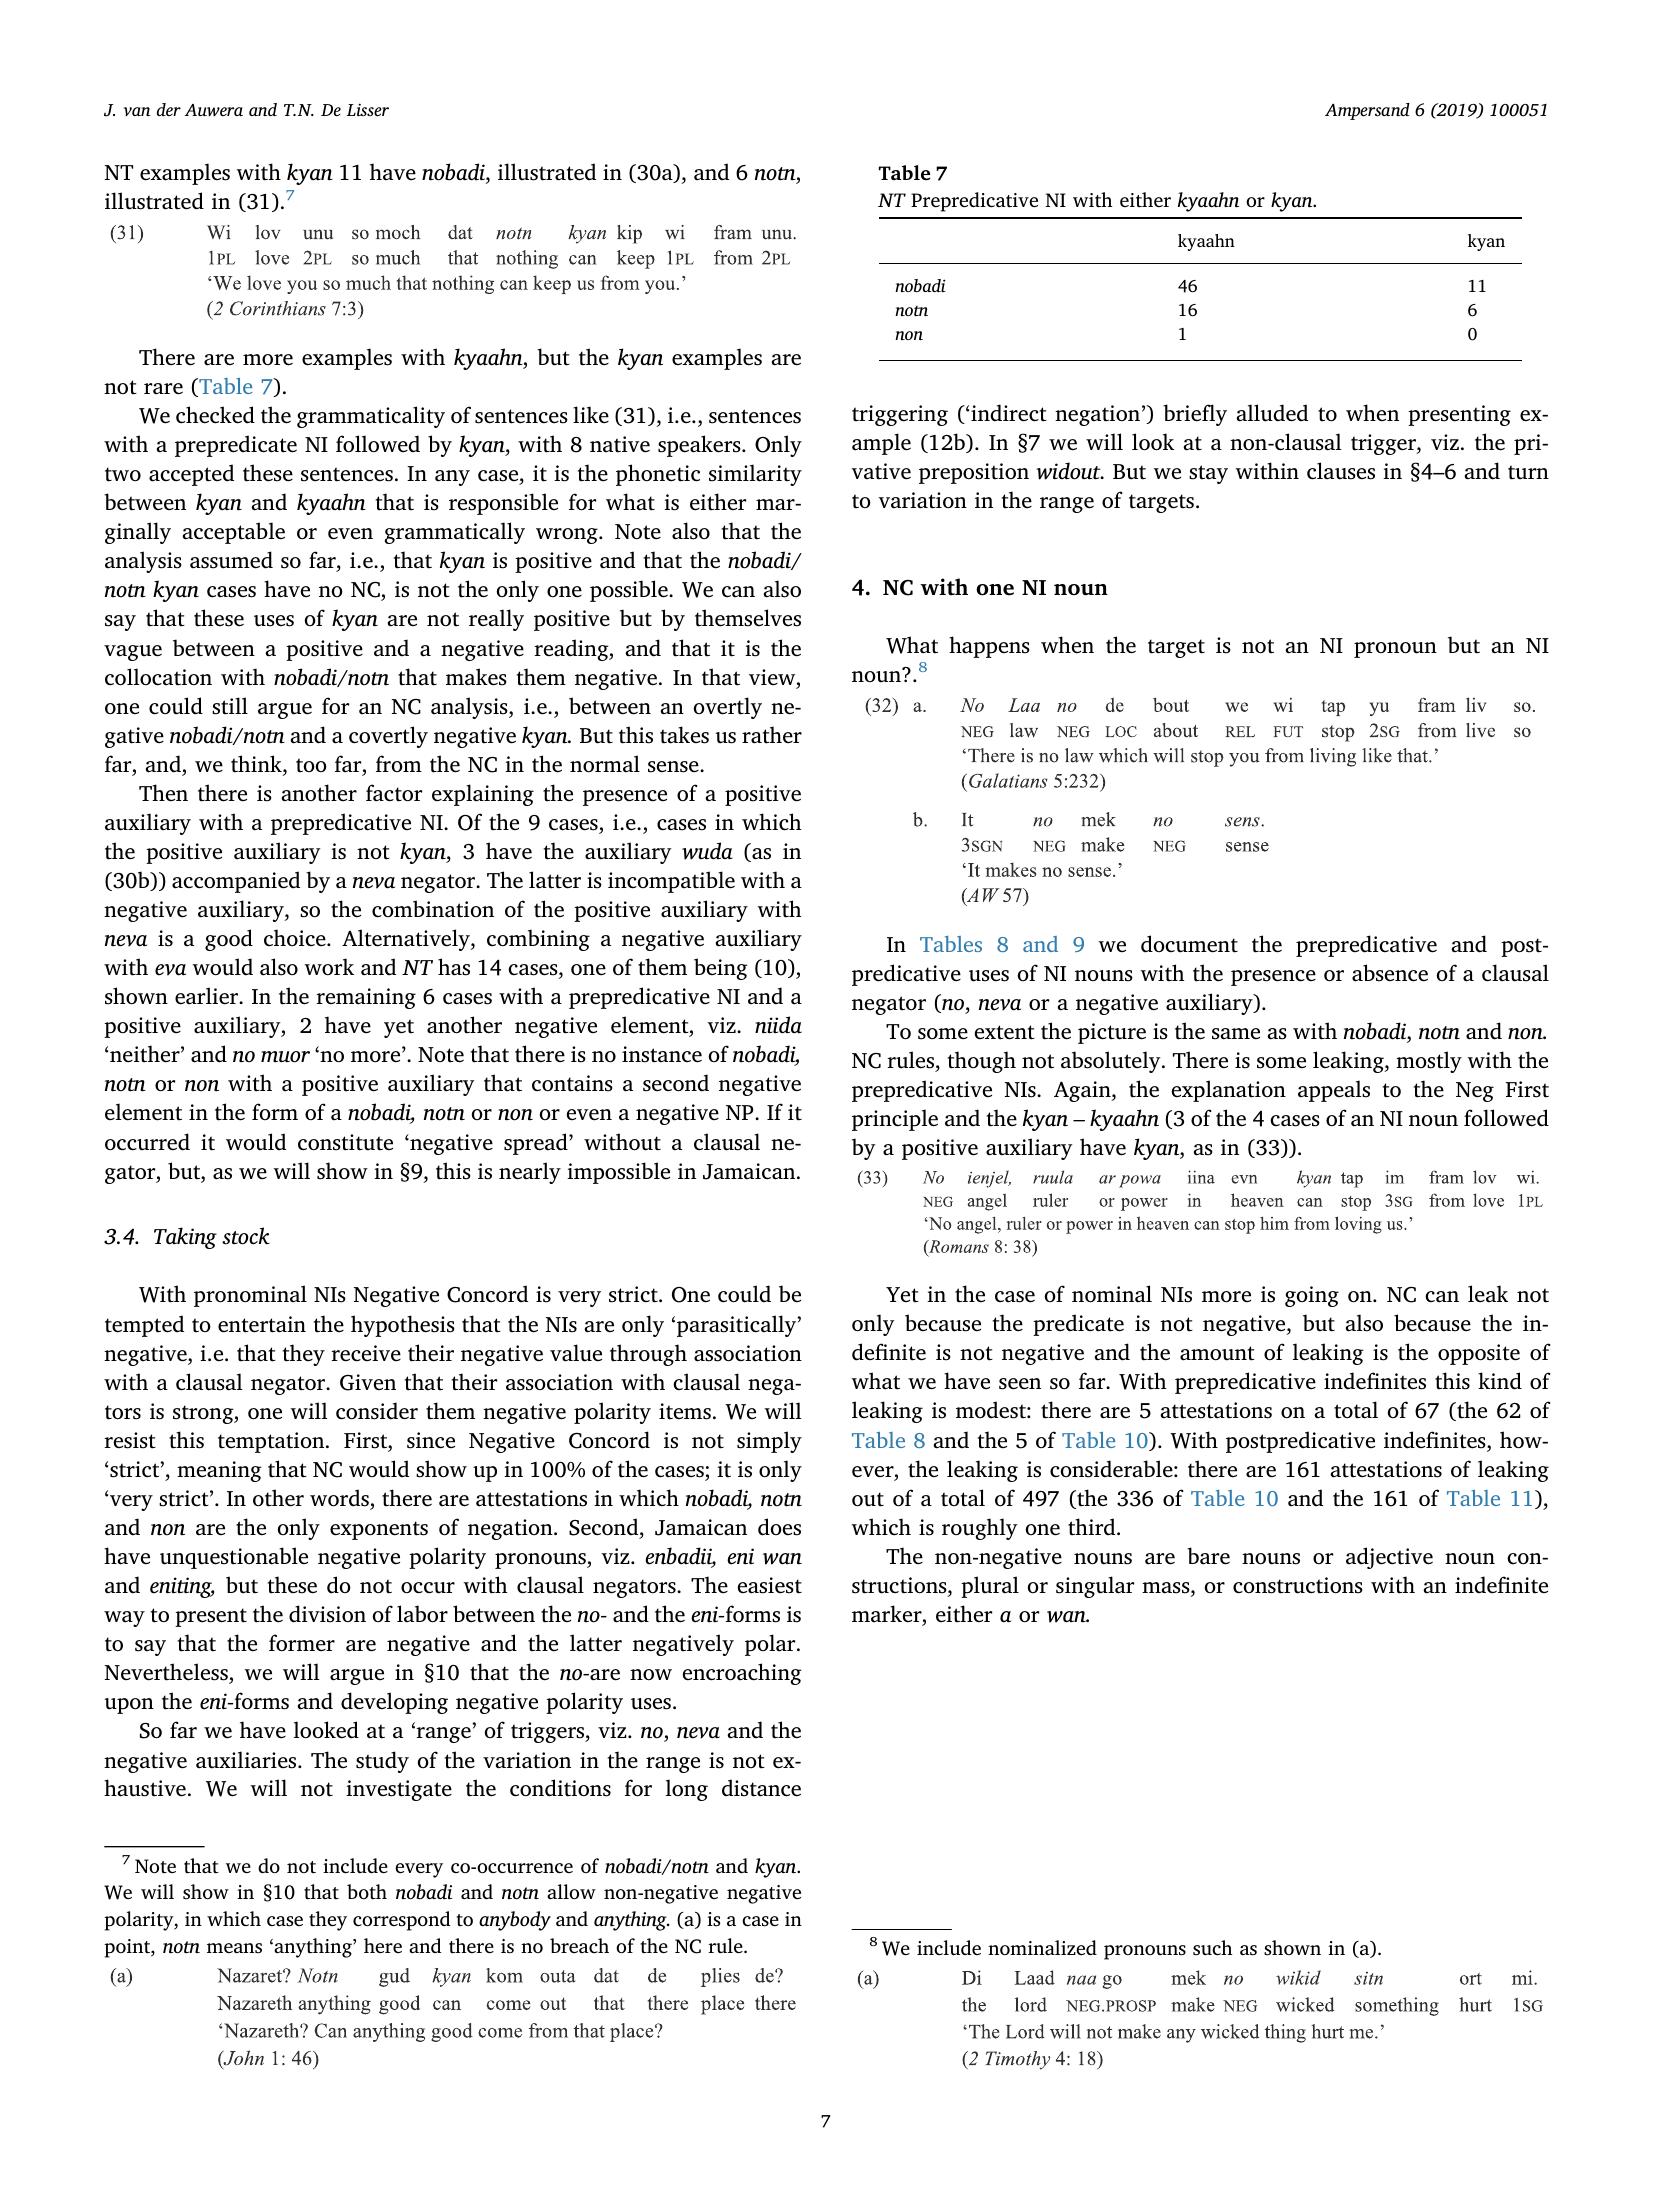 J. van der Auwera and T.N. De Lisser
Ampersand 6 (2019) 100051
NT examples with kyan 11 have nobadi, illustrated in (30a), and 6 notn,
illustrated in (31).7
(31) Wi lov unu so moch dat notn kyan kip wi fram unu.
1PL love 2PL so much that nothing can keep 1PL from 2PL
‘We love you so much that nothing can keep us from you.’
(2 Corinthians 7:3)
There are more examples with kyaahn, but the kyan examples are
not rare (Table 7).
We checked the grammaticality of sentences like (31), i.e., sentences
with a prepredicate NI followed by kyan, with 8 native speakers. Only
two accepted these sentences. In any case, it is the phonetic similarity
between kyan and kyaahn that is responsible for what is either mar-
ginally acceptable or even grammatically wrong. Note also that the
analysis assumed so far, i.e., that kyan is positive and that the nobadi/
notn kyan cases have no NC, is not the only one possible. We can also
say that these uses of kyan are not really positive but by themselves
vague between a positive and a negative reading, and that it is the
collocation with nobadi/notn that makes them negative. In that view,
one could still argue for an NC analysis, i.e., between an overtly ne-
gative nobadi/notn and a covertly negative kyan. But this takes us rather
far, and, we think, too far, from the NC in the normal sense.
Then there is another factor explaining the presence of a positive
auxiliary with a prepredicative NI. Of the 9 cases, i.e., cases in which
the positive auxiliary is not kyan, 3 have the auxiliary wuda (as in
(30b)) accompanied by a neva negator. The latter is incompatible with a
negative auxiliary, so the combination of the positive auxiliary with
neva is a good choice. Alternatively, combining a negative auxiliary
with eva would also work and NT has 14 cases, one of them being (10),
shown earlier. In the remaining 6 cases with a prepredicative NI and a
positive auxiliary, 2 have yet another negative element, viz. niida
‘neither’ and no muor ‘no more’. Note that there is no instance of nobadi,
notn or non with a positive auxiliary that contains a second negative
element in the form of a nobadi, notn or non or even a negative NP. If it
occurred it would constitute ‘negative spread’ without a clausal ne-
gator, but, as we will show in §9, this is nearly impossible in Jamaican.
3.4. Taking stock
With pronominal NIs Negative Concord is very strict. One could be
tempted to entertain the hypothesis that the NIs are only ‘parasitically’
negative, i.e. that they receive their negative value through association
with a clausal negator. Given that their association with clausal nega-
tors is strong, one will consider them negative polarity items. We will
resist this temptation. First, since Negative Concord is not simply
‘strict’, meaning that NC would show up in 100% of the cases; it is only
‘very strict’. In other words, there are attestations in which nobadi, notn
and non are the only exponents of negation. Second, Jamaican does
have unquestionable negative polarity pronouns, viz. enbadii, eni wan
and eniting, but these do not occur with clausal negators. The easiest
way to present the division of labor between the no- and the eni-forms is
to say that the former are negative and the latter negatively polar.
Nevertheless, we will argue in §10 that the no-are now encroaching
upon the eni-forms and developing negative polarity uses.
So far we have looked at a ‘range’ of triggers, viz. no, neva and the
negative auxiliaries. The study of the variation in the range is not ex-
haustive. We will not investigate the conditions for long distance
7 Note that we do not include every co-occurrence of nobadi/notn and kyan.
We will show in §10 that both nobadi and notn allow non-negative negative
polarity, in which case they correspond to anybody and anything. (a) is a case in
point, notn means ‘anything’ here and there is no breach of the NC rule.
(a) Nazaret? Notn gud kyan kom outa dat de plies de?
Nazareth anything good can come out that there place there
‘Nazareth? Can anything good come from that place?
(John 1: 46)
Table 7
NT Prepredicative NI with either kyaahn or kyan.
kyaahn kyan
nobadi 46 11
notn 16 6
non 1 0
triggering (‘indirect negation’) briefly alluded to when presenting ex-
ample (12b). In §7 we will look at a non-clausal trigger, viz. the pri-
vative preposition widout. But we stay within clauses in §4–6 and turn
to variation in the range of targets.
4. NC with one NI noun
What happens when the target is not an NI pronoun but an NI
noun?.8
(32) a. No Laa no de bout we wi tap yu fram liv so.
NEG law NEG LOC about REL FUT stop 2SG from live so
‘There is no law which will stop you from living like that.’
(Galatians 5:232)
b. It no mek no sens.
3SGN NEG make NEG sense
‘It makes no sense.’
(AW 57)
In Tables 8 and 9 we document the prepredicative and post-
predicative uses of NI nouns with the presence or absence of a clausal
negator (no, neva or a negative auxiliary).
To some extent the picture is the same as with nobadi, notn and non.
NC rules, though not absolutely. There is some leaking, mostly with the
prepredicative NIs. Again, the explanation appeals to the Neg First
principle and the kyan – kyaahn (3 of the 4 cases of an NI noun followed
by a positive auxiliary have kyan, as in (33)).
(33) No ienjel, ruula ar powa iina evn kyan tap im fram lov wi.
NEG angel ruler or power in heaven can stop 3SG from love 1PL
‘No angel, ruler or power in heaven can stop him from loving us.’
(Romans 8: 38)
Yet in the case of nominal NIs more is going on. NC can leak not
only because the predicate is not negative, but also because the in-
definite is not negative and the amount of leaking is the opposite of
what we have seen so far. With prepredicative indefinites this kind of
leaking is modest: there are 5 attestations on a total of 67 (the 62 of
Table 8 and the 5 of Table 10). With postpredicative indefinites, how-
ever, the leaking is considerable: there are 161 attestations of leaking
out of a total of 497 (the 336 of Table 10 and the 161 of Table 11),
which is roughly one third.
The non-negative nouns are bare nouns or adjective noun con-
structions, plural or singular mass, or constructions with an indefinite
marker, either a or wan.
8 We include nominalized pronouns such as shown in (a).
(a) Di Laad naa go mek no wikid sitn ort mi.
the lord NEG.PROSP make NEG wicked something hurt 1SG
‘The Lord will not make any wicked thing hurt me.’
(2 Timothy 4: 18)
7